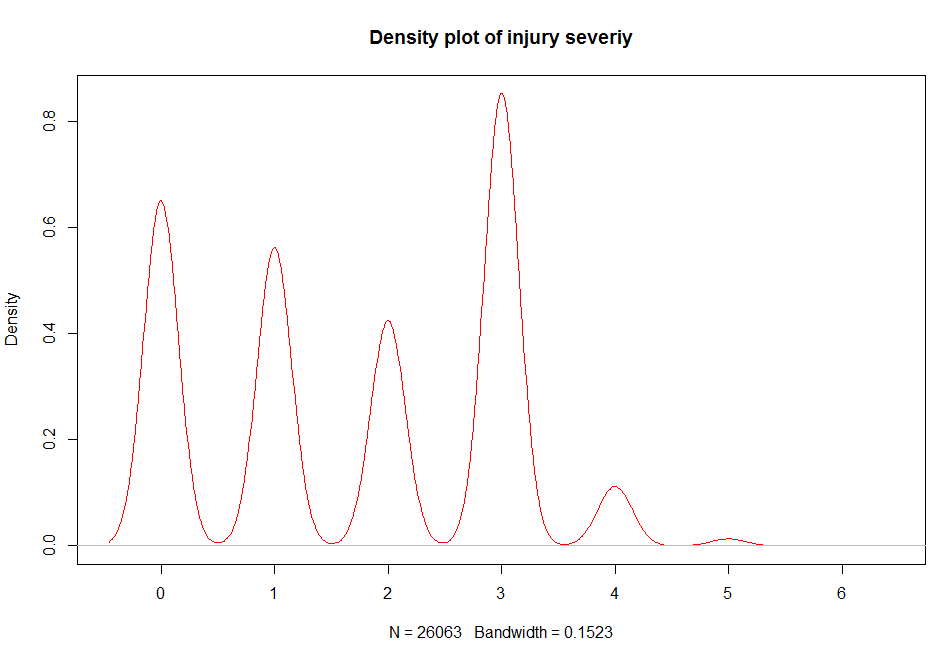 Density plot of injury severiy
Density
0.8
0.6
0.4
0.2
0.0
0 1 2 3 4 5 6
N = 26063 Bandwidth = 0.1523